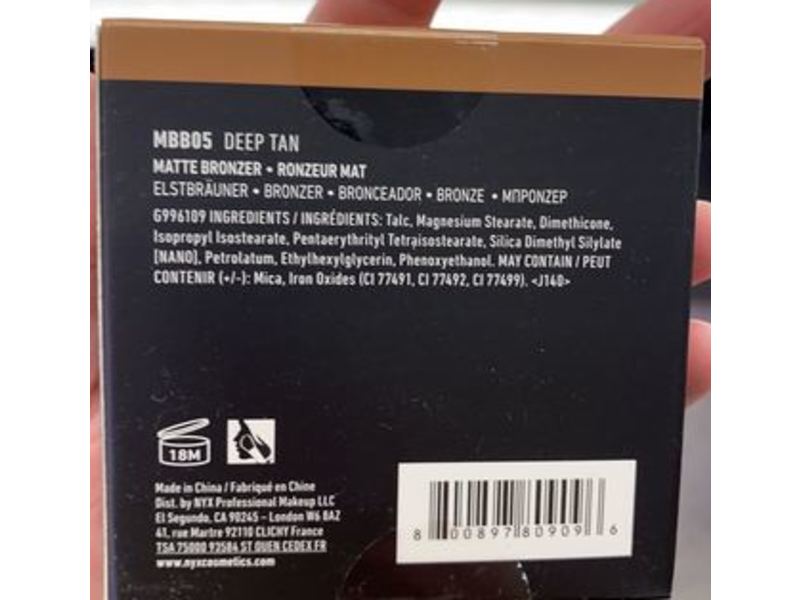 MBB05 DEEP TAN
MATTE BRONZER • RONZEUR MAT
ELSTBRÄUNER • BRONZER • BRONCEADOR • BRONZE • ΜΠΡΟΝΖΕΡ
G996109 INGREDIENTS / INGRÉDIENTS: Talc, Magnesium Stearate, Dimethicone,
Isopropyl Isostearate, Pentaerythrityl Tetraisostearate, Silica Dimethyl Silylate
[NANO], Petrolatum, Ethylhexylglycerin, Phenoxyethanol. MAY CONTAIN / PEUT
CONTENIR (+/-): Mica, Iron Oxides (CI 77491, CI 77492, CI 77499). <J140>
18M
Made in China / Fabriqué en Chine
Dist. by NYX Professional Makeup LLC
El Segundo, CA 90245 – London W6 8AZ
41, rue Martre 92110 CLICHY France
TSA 75000 93584 ST OUEN CEDEX FR
www.nyxcosmetics.com
8 00897 80909 6